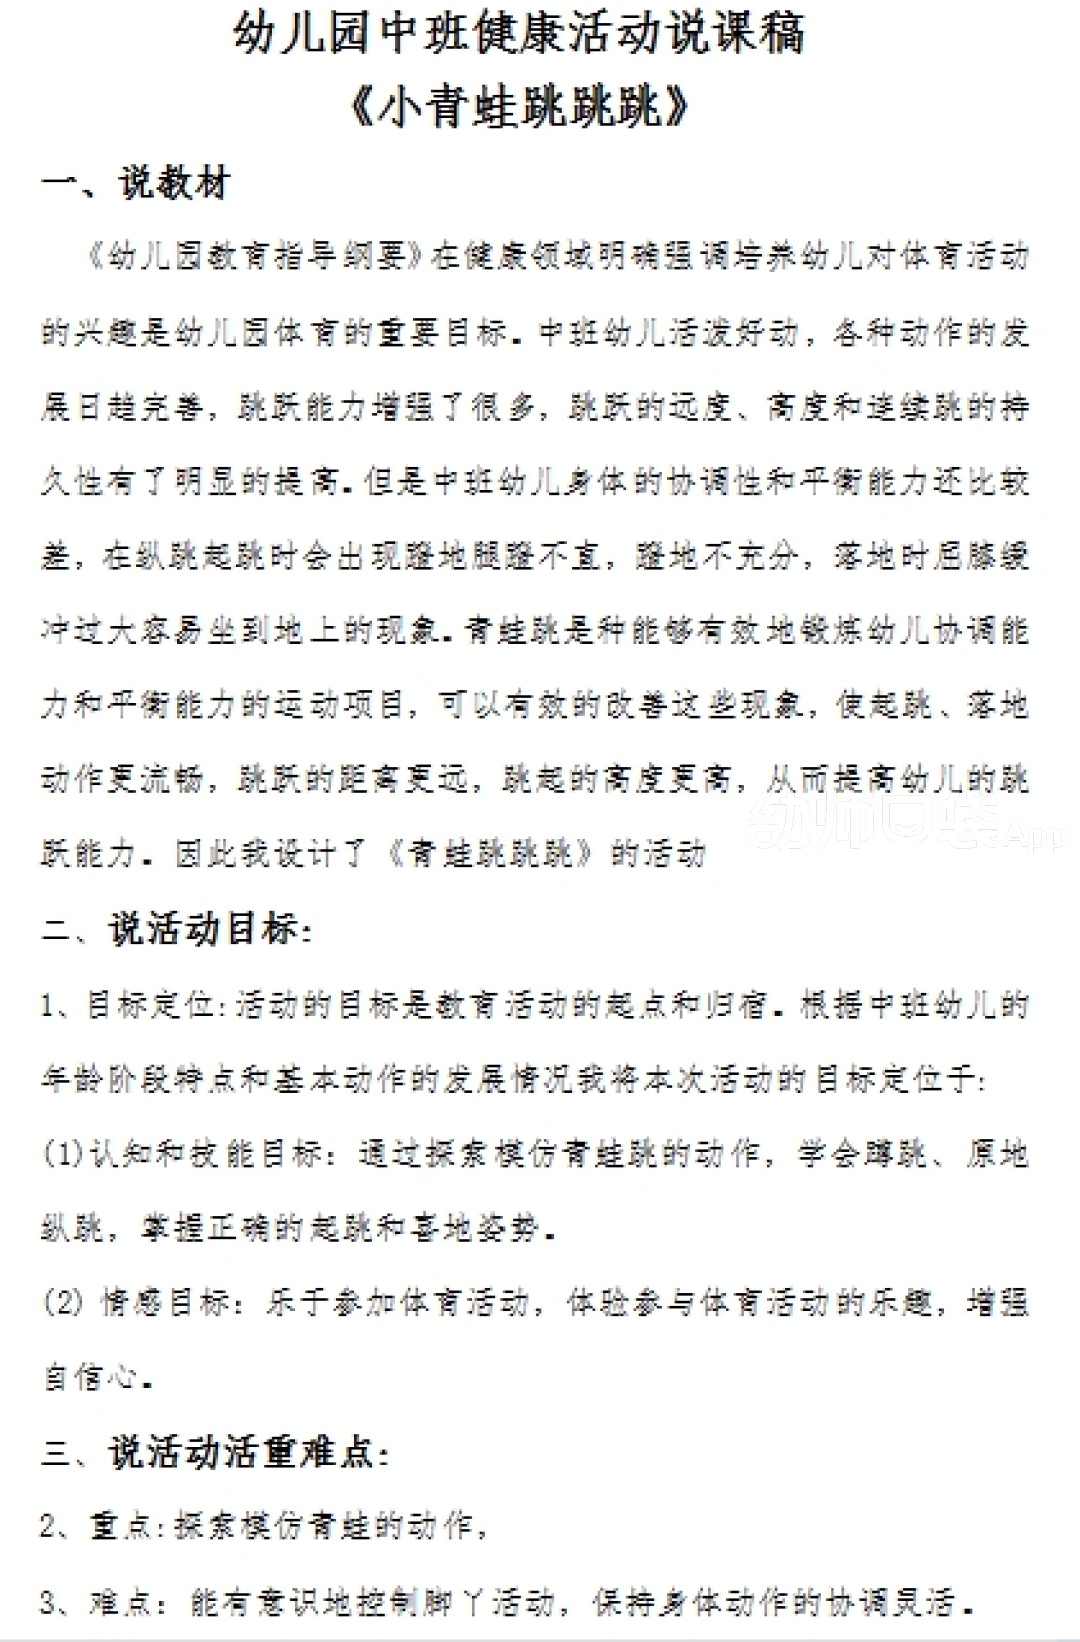 幼儿园中班健康活动说课稿
《小青蛙跳跳跳》
一、说教材
《幼儿园教育指导纲要》在健康领域明确强调培养幼儿对体育活动
的兴趣是幼儿园体育的重要目标。中班幼儿活泼好动，各种动作的发
展日趋完善，跳跃能力增强了很多，跳跃的远度、高度和连续跳的持
久性有了明显的提高。但是中班幼儿身体的协调性和平衡能力还比较
差，在纵跳起跳时会出现蹬地腿蹬不直，蹬地不充分，落地时屈膝缓
冲过大容易坐到地上的现象。青蛙跳是种能够有效地锻炼幼儿协调能
力和平衡能力的运动项目，可以有效的改善这些现象，使起跳、落地
动作更流畅，跳跃的距离更远，跳起的高度更高，从而提高幼儿的跳
跃能力。因此我设计了《青蛙跳跳跳》的活动
幼师口袋App
二、说活动目标：
1、目标定位：活动的目标是教育活动的起点和归宿。根据中班幼儿的
年龄阶段特点和基本动作的发展情况我将本次活动的目标定位于：
(1)认知和技能目标：通过探索模仿青蛙跳的动作，学会蹲跳、原地
纵跳，掌握正确的起跳和喜地姿势。
(2) 情感目标：乐于参加体育活动，体验参与体育活动的乐趣，增强
自信心。
三、说活动活重难点：
2、重点：探索模仿青蛙的动作，
3、难点：能有意识地控制脚丫活动，保持身体动作的协调灵活。